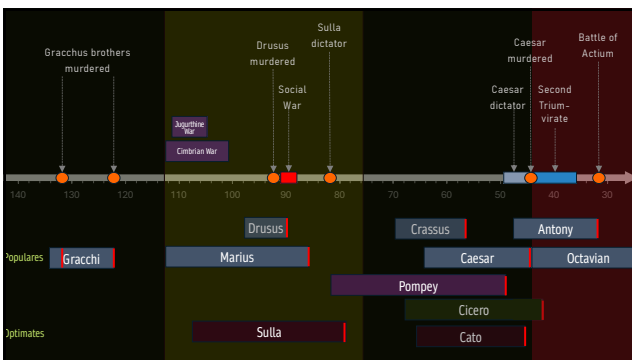 Sulla
dictator
Gracchus brothers
murdered
Drusus
murdered
Caesar
murdered
Battle of
Actium
Social
War
Caesar
dictator
Second
Trium-
virate
Jugurthine
War
Cimbrian War
140 130 120 110 100 90 80 70 60 50 40 30
Drusus Crassus Antony
Populares Gracchi Marius Caesar Octavian
Pompey
Cicero
Optimates Sulla Cato